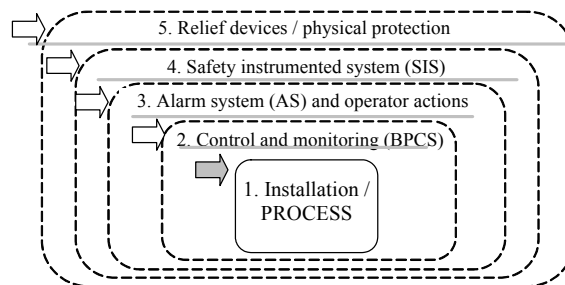 5. Relief devices / physical protection
4. Safety instrumented system (SIS)
3. Alarm system (AS) and operator actions
2. Control and monitoring (BPCS)
1. Installation /
PROCESS